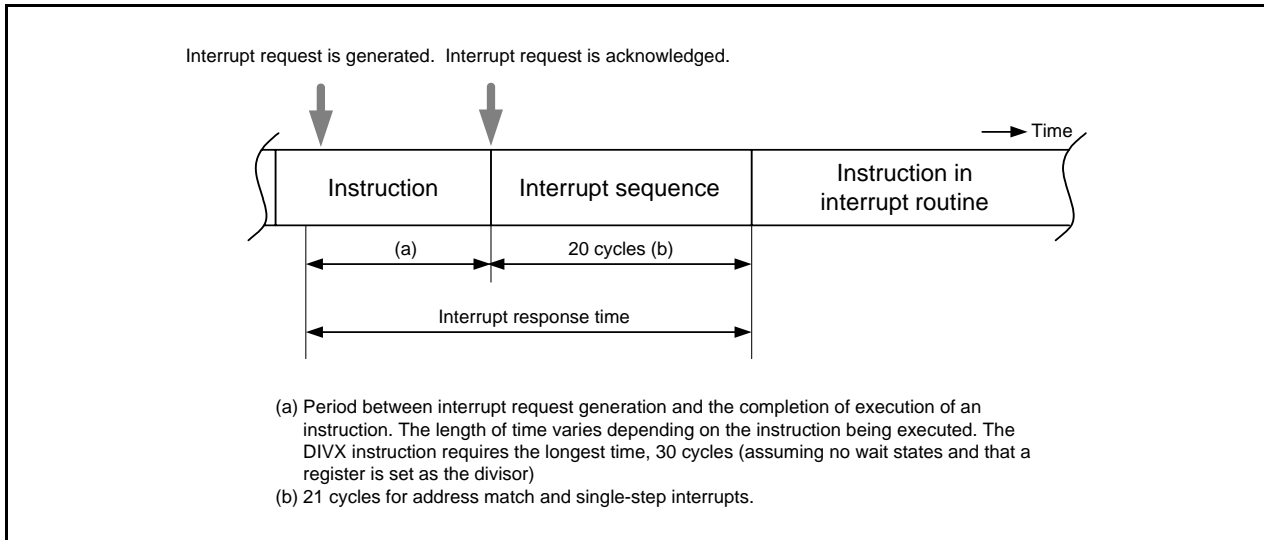 Interrupt request is generated. Interrupt request is acknowledged.
Time
Instruction
Interrupt sequence
Instruction in
interrupt routine
(a)
20 cycles (b)
Interrupt response time
(a) Period between interrupt request generation and the completion of execution of an
instruction. The length of time varies depending on the instruction being executed. The
DIVX instruction requires the longest time, 30 cycles (assuming no wait states and that a
register is set as the divisor)
(b) 21 cycles for address match and single-step interrupts.